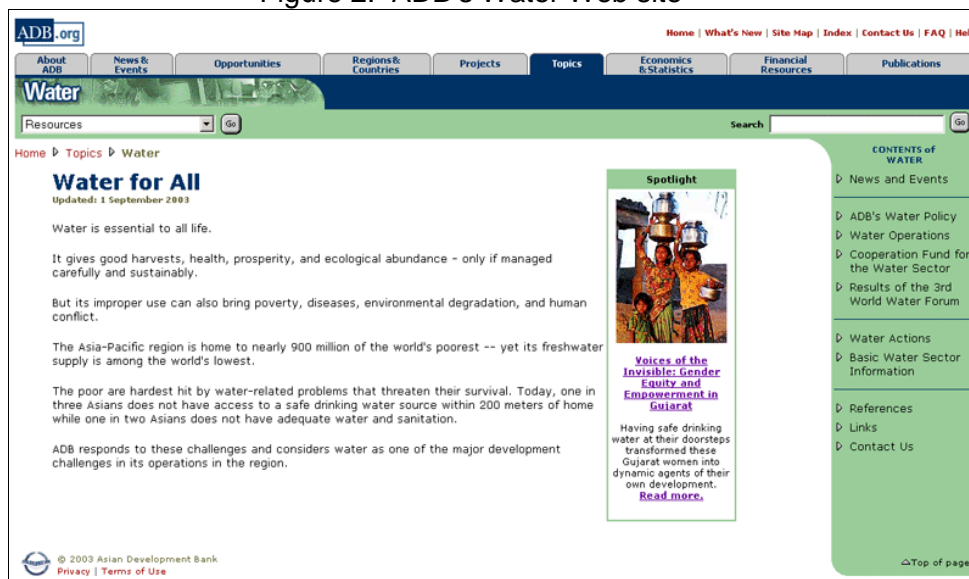 Figure 2: ADB's Water Web site
ADB.org
Home | What's New | Site Map | Index | Contact Us | FAQ | Hel
About ADB
News & Events
Opportunities
Regions & Countries
Projects
Topics
Economics & Statistics
Financial Resources
Publications
Water
Resources
Go
Search
Go
Home Topics Water
Water for All
Updated: 1 September 2003
Water is essential to all life.
It gives good harvests, health, prosperity, and ecological abundance - only if managed
carefully and sustainably.
But its improper use can also bring poverty, diseases, environmental degradation, and human
conflict.
The Asia-Pacific region is home to nearly 900 million of the world's poorest -- yet its freshwater
supply is among the world's lowest.
The poor are hardest hit by water-related problems that threaten their survival. Today, one in
three Asians does not have access to a safe drinking water source within 200 meters of home
while one in two Asians does not have adequate water and sanitation.
ADB responds to these challenges and considers water as one of the major development
challenges in its operations in the region.
Spotlight
Voices of the
Invisible: Gender
Equity and
Empowerment in
Gujarat
Having safe drinking
water at their doorsteps
transformed these
Gujarat women into
dynamic agents of their
own development.
Read more.
CONTENTS of
WATER
News and Events
ADB's Water Policy
Water Operations
Cooperation Fund for
the Water Sector
Results of the 3rd
World Water Forum
Water Actions
Basic Water Sector
Information
References
Links
Contact Us
© 2003 Asian Development Bank
Privacy | Terms of Use
Top of page